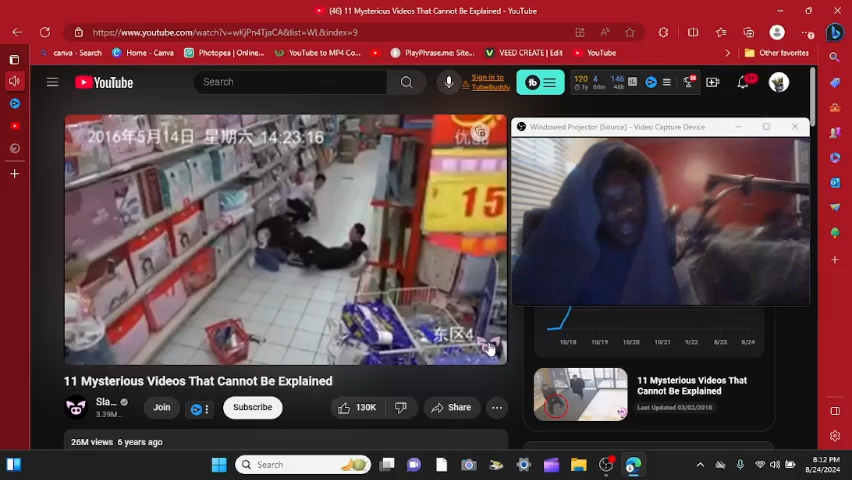 (46) 11 Mysterious Videos That Cannot Be Explained - YouTube
https://www.youtube.com/watch?v=wKjPn4TjaCA&list=WL&index=9
canva - Search
Home - Canva
Photopea | Online...
YouTube to MP4 Co...
PlayPhrase.me: Site...
VEED CREATE | Edit
YouTube
Other favorites
YouTube
Search
Sign in to
TubeBuddy
120 4 146
1y 60m 48h
2016年5月14日 星期六 14:23:16
15
东区4
Windowed Projector (Source) - Video Capture Device
10/18 10/19 9/20 9/21 8/22 8/23 8/24
11 Mysterious Videos That Cannot Be Explained
Sla...
3.39M...
Join
Subscribe
130K
Share
11 Mysterious Videos That
Cannot Be Explained
Last Updated 03/02/2018
26M views 6 years ago
Search
8:12 PM
8/24/2024